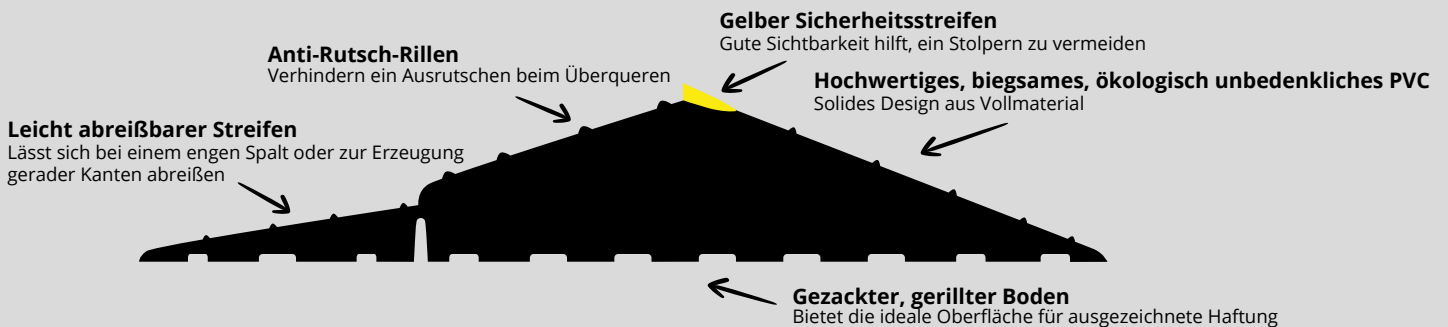 Gelber Sicherheitsstreifen
Gute Sichtbarkeit hilft, ein Stolpern zu vermeiden
Anti-Rutsch-Rillen
Verhindern ein Ausrutschen beim Überqueren
Hochwertiges, biegsames, ökologisch unbedenkliches PVC
Solides Design aus Vollmaterial
Leicht abreißbarer Streifen
Lässt sich bei einem engen Spalt oder zur Erzeugung
gerader Kanten abreißen
Gezackter, gerillter Boden
Bietet die ideale Oberfläche für ausgezeichnete Haftung